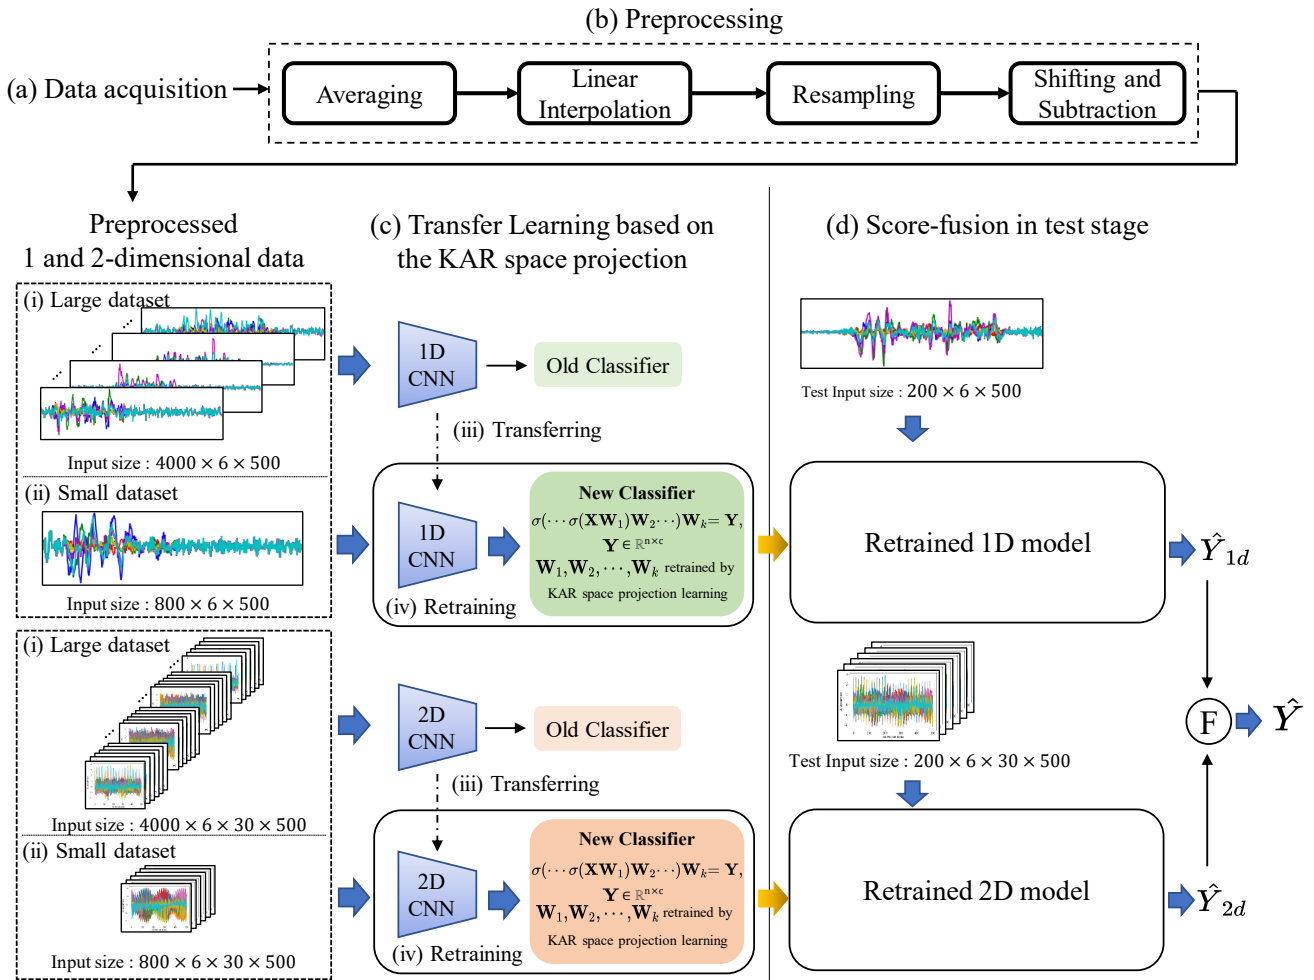 (b) Preprocessing
(a) Data acquisition
Averaging
Linear
Interpolation
Resampling
Shifting and
Subtraction
Preprocessed
1 and 2-dimensional data
(c) Transfer Learning based on
the KAR space projection
(d) Score-fusion in test stage
(i) Large dataset
Input size : 4000 × 6 × 500
(ii) Small dataset
Input size : 800 × 6 × 500
1D
CNN
Old Classifier
(iii) Transferring
1D
CNN
(iv) Retraining
New Classifier
σ(⋯σ(XW₁)W₂⋯)Wₖ= Y,
Y ∈ ℝⁿˣᶜ
W₁,W₂,⋯,Wₖ retrained by
KAR space projection learning
Test Input size : 200 × 6 × 500
Retrained 1D model
Ŷ₁d
(i) Large dataset
Input size : 4000 × 6 × 30 × 500
(ii) Small dataset
Input size : 800 × 6 × 30 × 500
2D
CNN
Old Classifier
(iii) Transferring
2D
CNN
(iv) Retraining
New Classifier
σ(⋯σ(XW₁)W₂⋯)Wₖ= Y,
Y ∈ ℝⁿˣᶜ
W₁,W₂,⋯,Wₖ retrained by
KAR space projection learning
Test Input size : 200 × 6 × 30 × 500
Retrained 2D model
Ŷ₂d
F
Ŷ